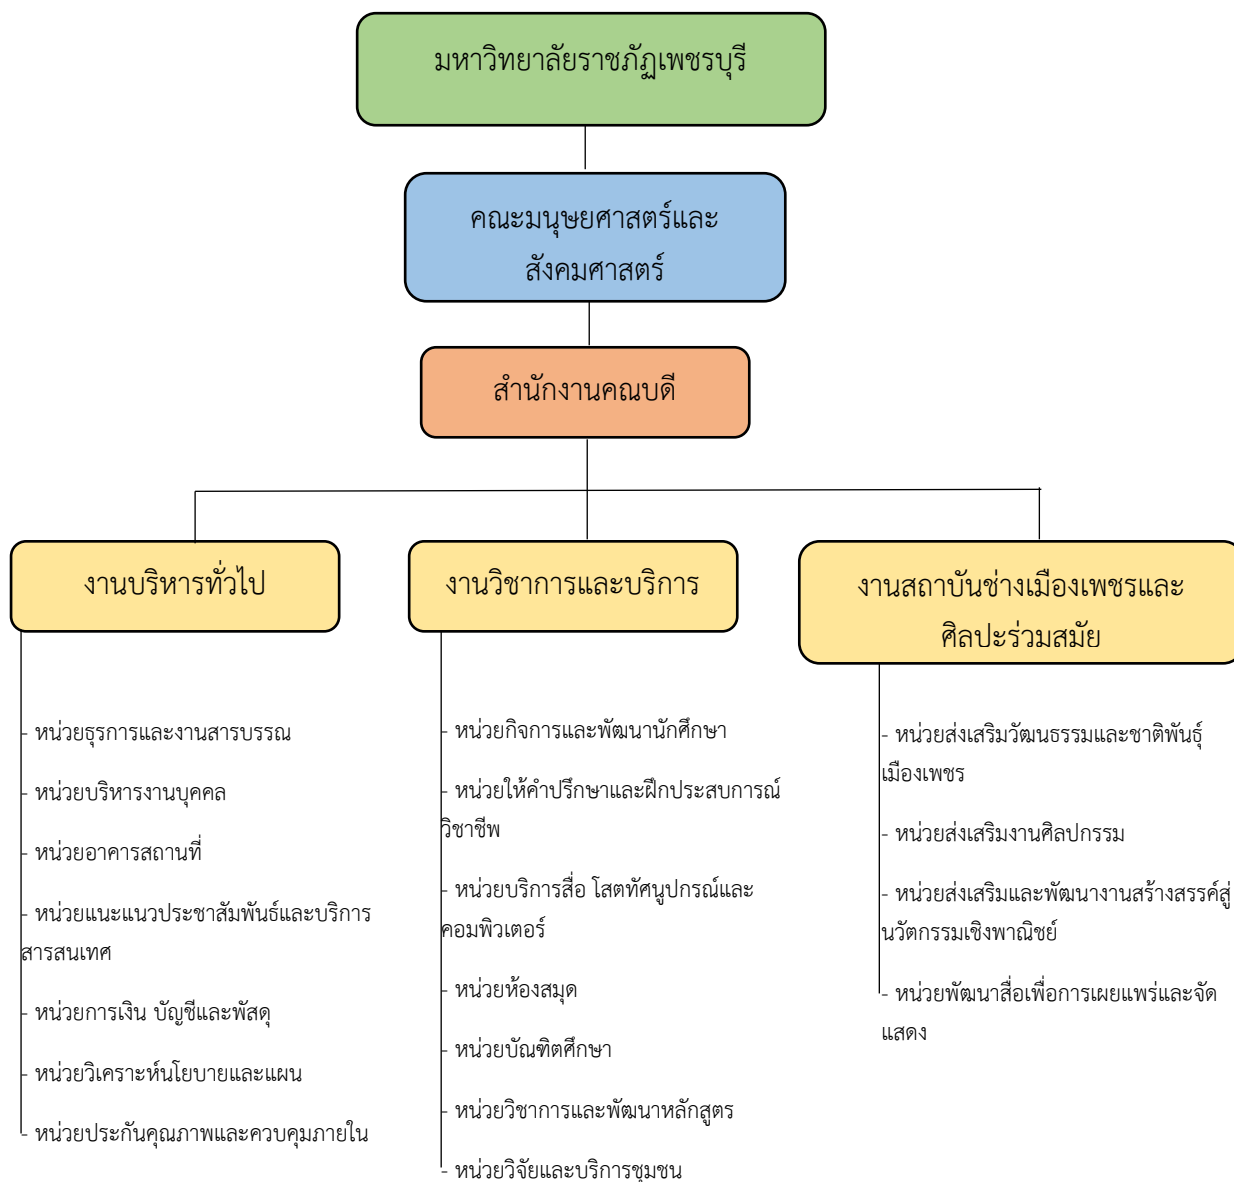 มหาวิทยาลัยราชภัฏเพชรบุรี
คณะมนุษยศาสตร์และ
สังคมศาสตร์
สำนักงานคณบดี
งานบริหารทั่วไป
- หน่วยธุรการและงานสารบรรณ
- หน่วยบริหารงานบุคคล
- หน่วยอาคารสถานที่
- หน่วยแนะแนวประชาสัมพันธ์และบริการ
สารสนเทศ
- หน่วยการเงิน บัญชีและพัสดุ
- หน่วยวิเคราะห์นโยบายและแผน
- หน่วยประกันคุณภาพและควบคุมภายใน
งานวิชาการและบริการ
- หน่วยกิจการและพัฒนานักศึกษา
- หน่วยให้คำปรึกษาและฝึกประสบการณ์
วิชาชีพ
- หน่วยบริการสื่อ โสตทัศนูปกรณ์และ
คอมพิวเตอร์
- หน่วยห้องสมุด
- หน่วยบัณฑิตศึกษา
- หน่วยวิชาการและพัฒนาหลักสูตร
- หน่วยวิจัยและบริการชุมชน
งานสถาบันช่างเมืองเพชรและ
ศิลปะร่วมสมัย
- หน่วยส่งเสริมวัฒนธรรมและชาติพันธุ์
เมืองเพชร
- หน่วยส่งเสริมงานศิลปกรรม
- หน่วยส่งเสริมและพัฒนางานสร้างสรรค์สู่
นวัตกรรมเชิงพาณิชย์
- หน่วยพัฒนาสื่อเพื่อการเผยแพร่และจัด
แสดง